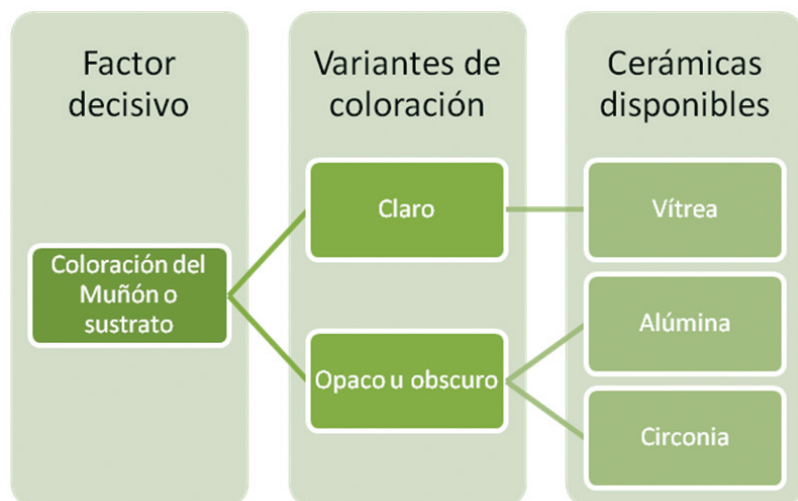 Factor
decisivo
Variantes de
coloración
Cerámicas
disponibles
Coloración del
Muñón o
sustrato
Claro
Opaco u obscuro
Vítrea
Alúmina
Circonia